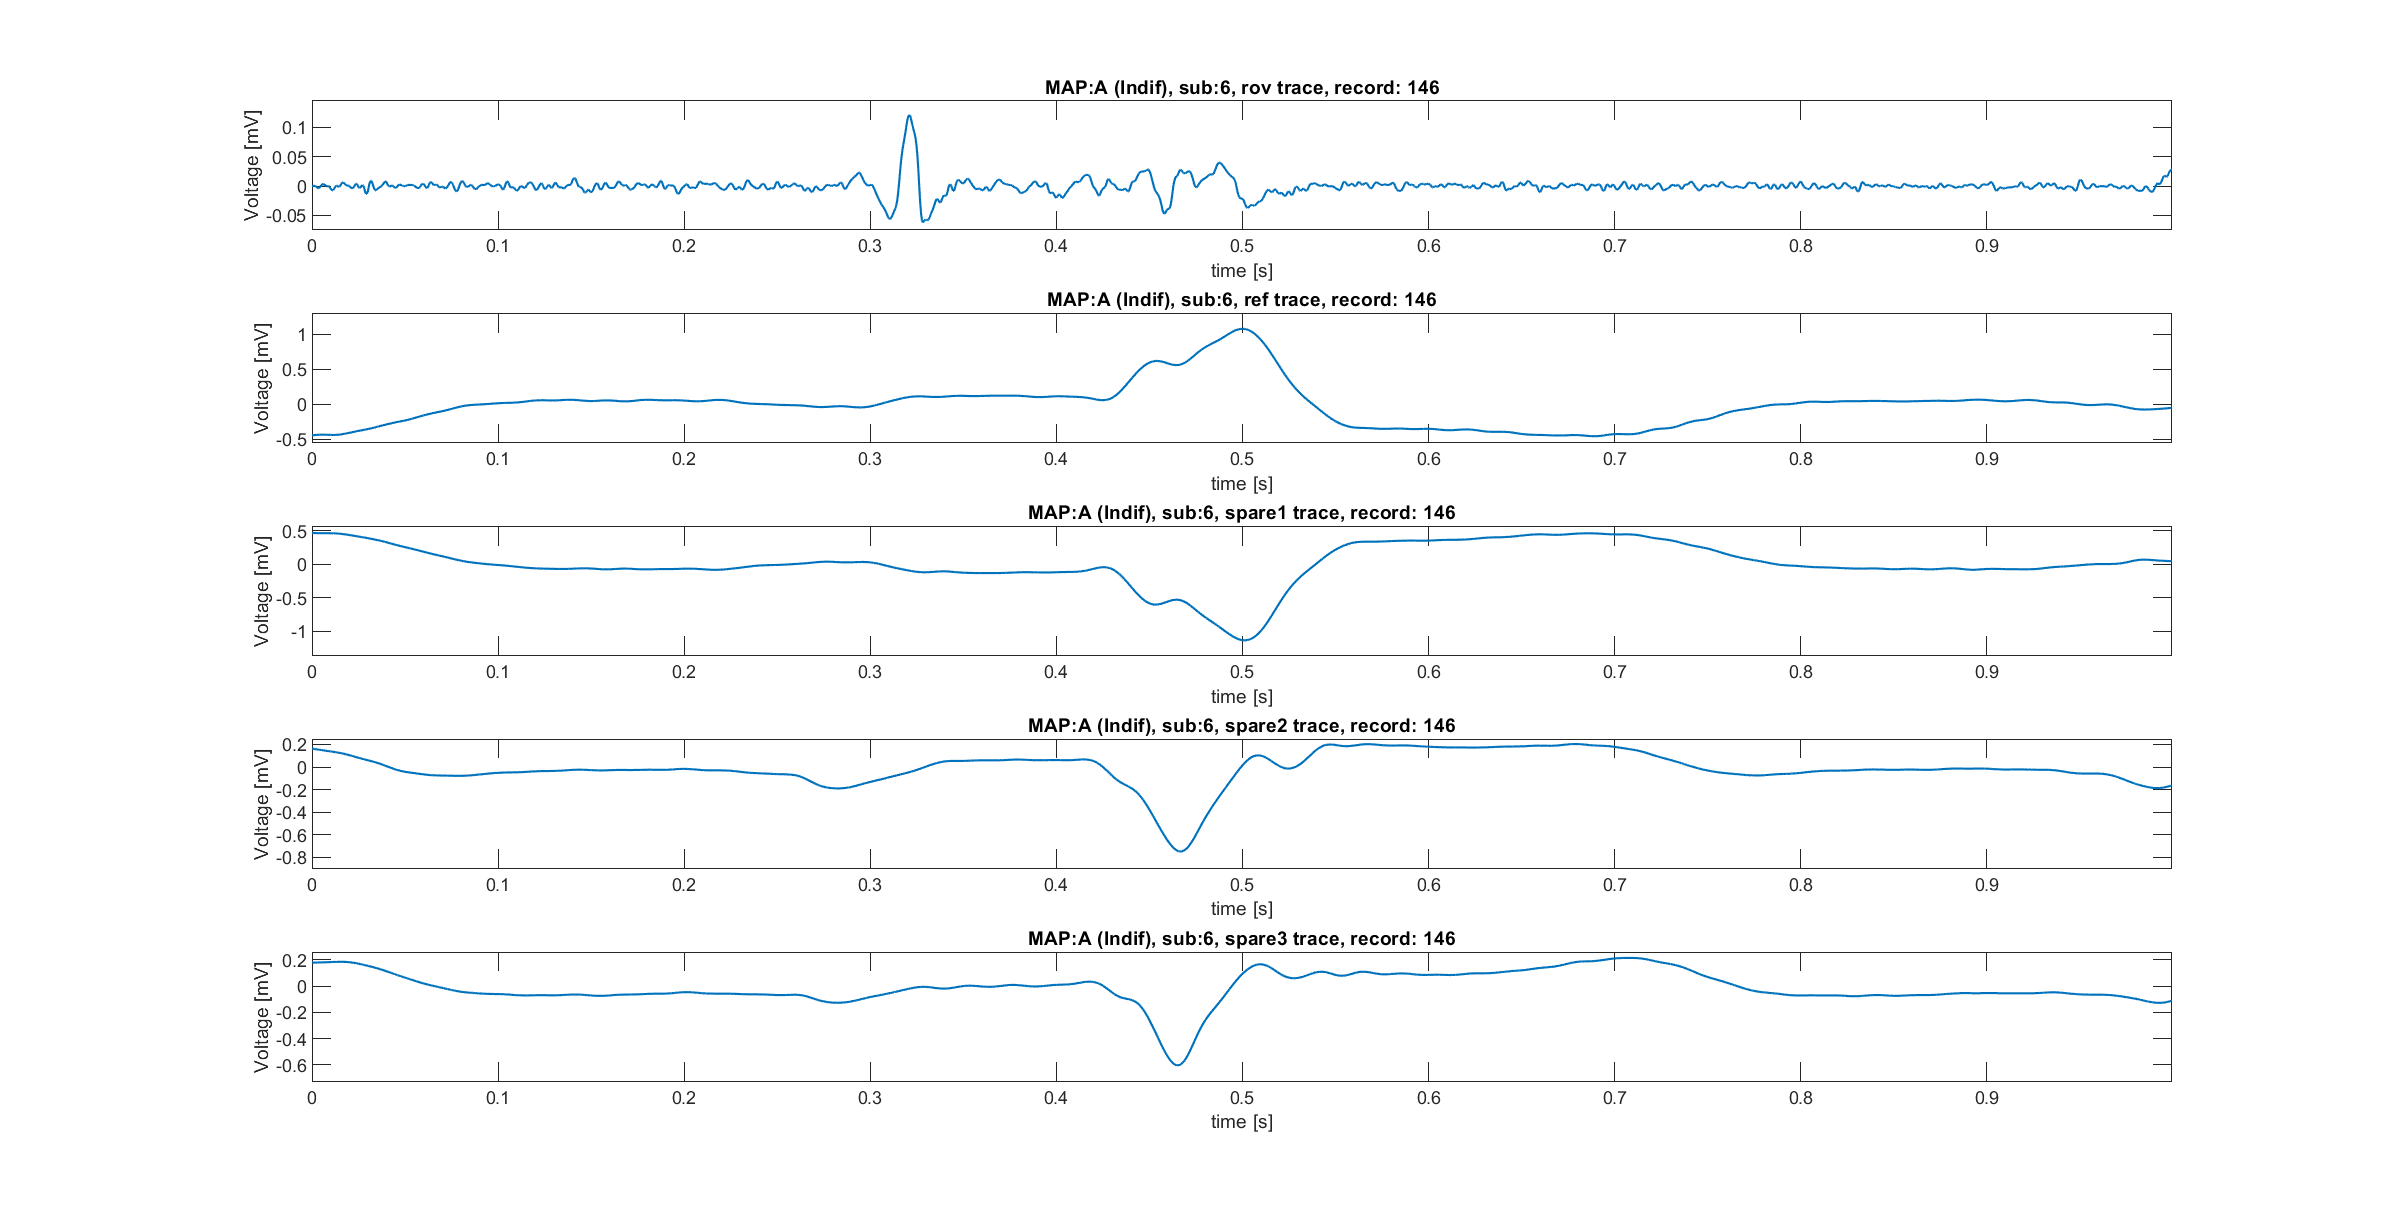 MAP:A (Indif), sub:6, rov trace, record: 146
Voltage [mV]
0.1
0.05
0
-0.05
0 0.1 0.2 0.3 0.4 0.5 0.6 0.7 0.8 0.9
time [s]
MAP:A (Indif), sub:6, ref trace, record: 146
Voltage [mV]
1
0.5
0
-0.5
0 0.1 0.2 0.3 0.4 0.5 0.6 0.7 0.8 0.9
time [s]
MAP:A (Indif), sub:6, spare1 trace, record: 146
Voltage [mV]
0.5
0
-0.5
-1
0 0.1 0.2 0.3 0.4 0.5 0.6 0.7 0.8 0.9
time [s]
MAP:A (Indif), sub:6, spare2 trace, record: 146
Voltage [mV]
0.2
0
-0.2
-0.4
-0.6
-0.8
0 0.1 0.2 0.3 0.4 0.5 0.6 0.7 0.8 0.9
time [s]
MAP:A (Indif), sub:6, spare3 trace, record: 146
Voltage [mV]
0.2
0
-0.2
-0.4
-0.6
0 0.1 0.2 0.3 0.4 0.5 0.6 0.7 0.8 0.9
time [s]